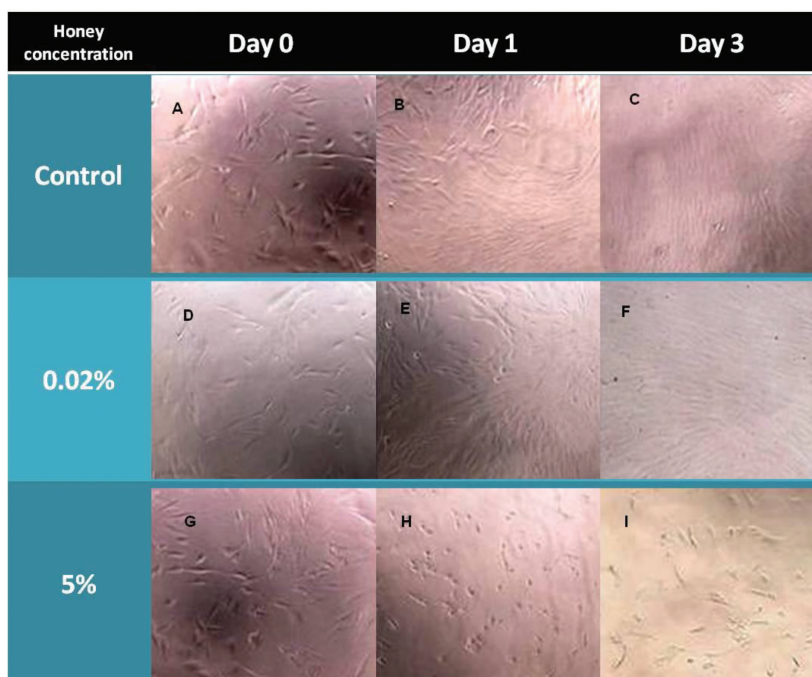 Honey
concentration
Day 0
Day 1
Day 3
Control
A
B
C
0.02%
D
E
F
5%
G
H
I